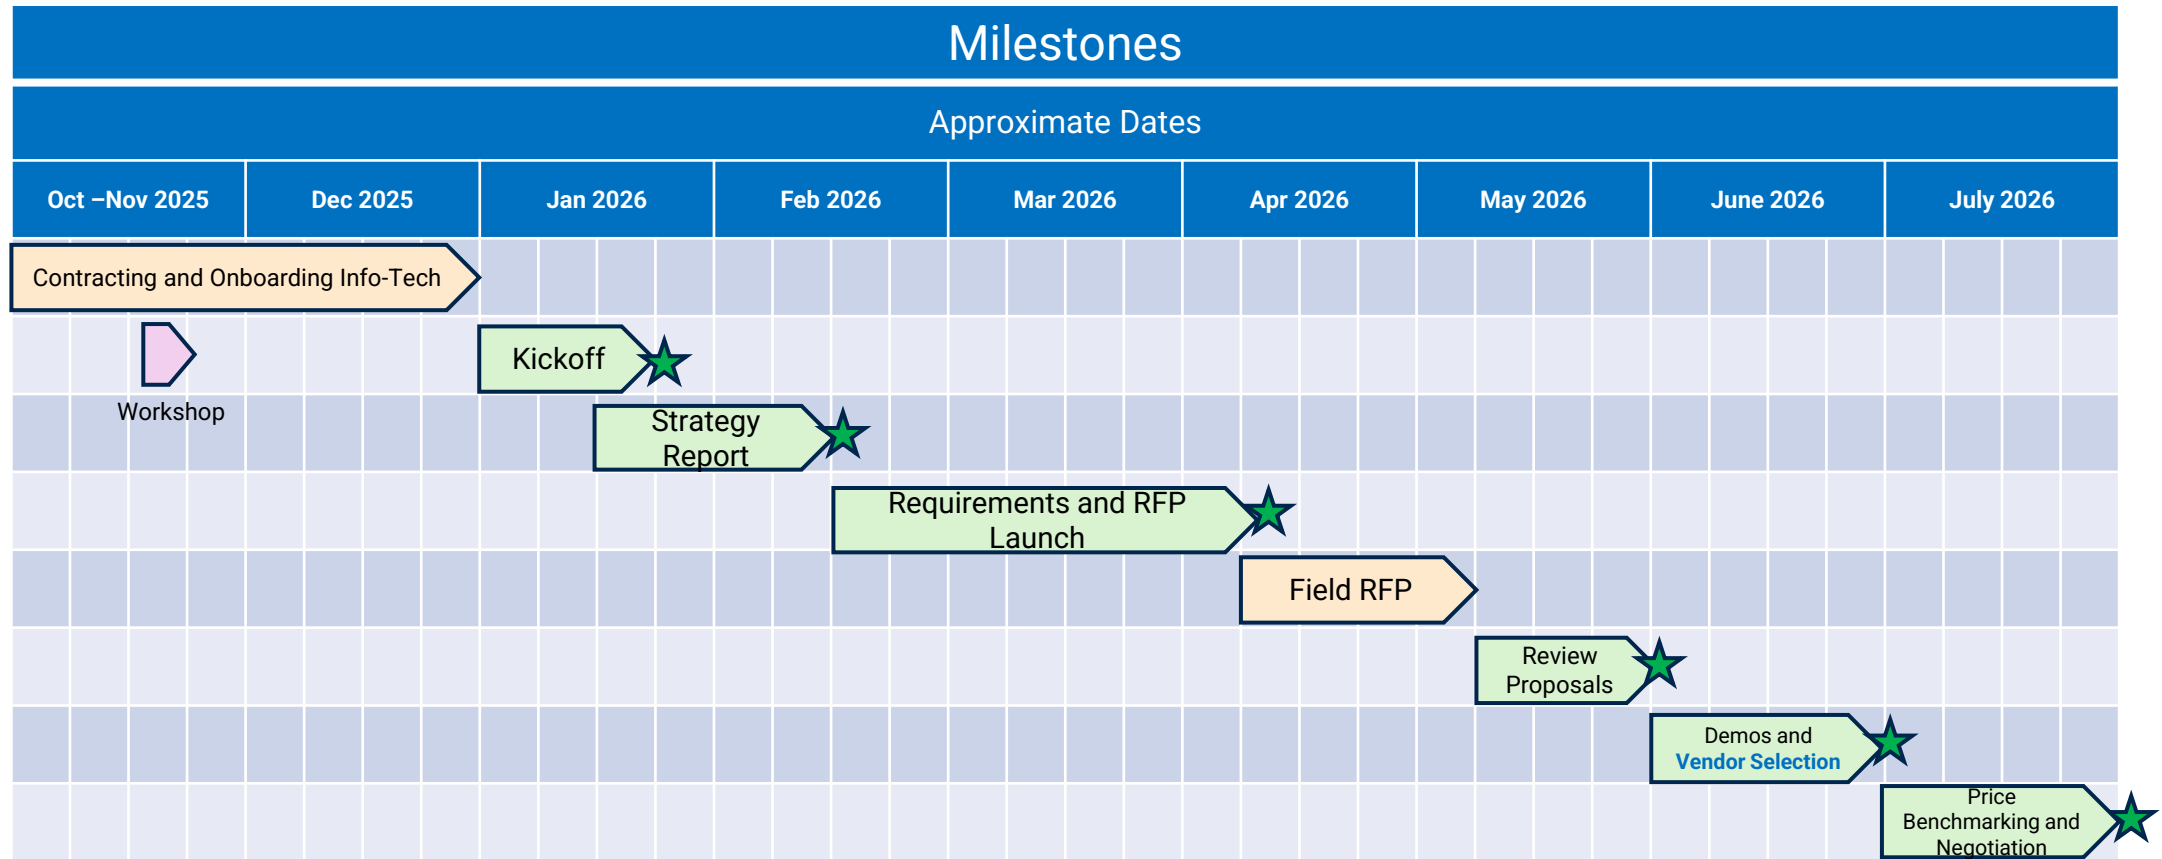 Milestones
Approximate Dates
Oct –Nov 2025
Dec 2025
Jan 2026
Feb 2026
Mar 2026
Apr 2026
May 2026
June 2026
July 2026
Contracting and Onboarding Info-Tech
Workshop
Kickoff
Strategy
Report
Requirements and RFP
Launch
Field RFP
Review
Proposals
Demos and
Vendor Selection
Price
Benchmarking and
Negotiation